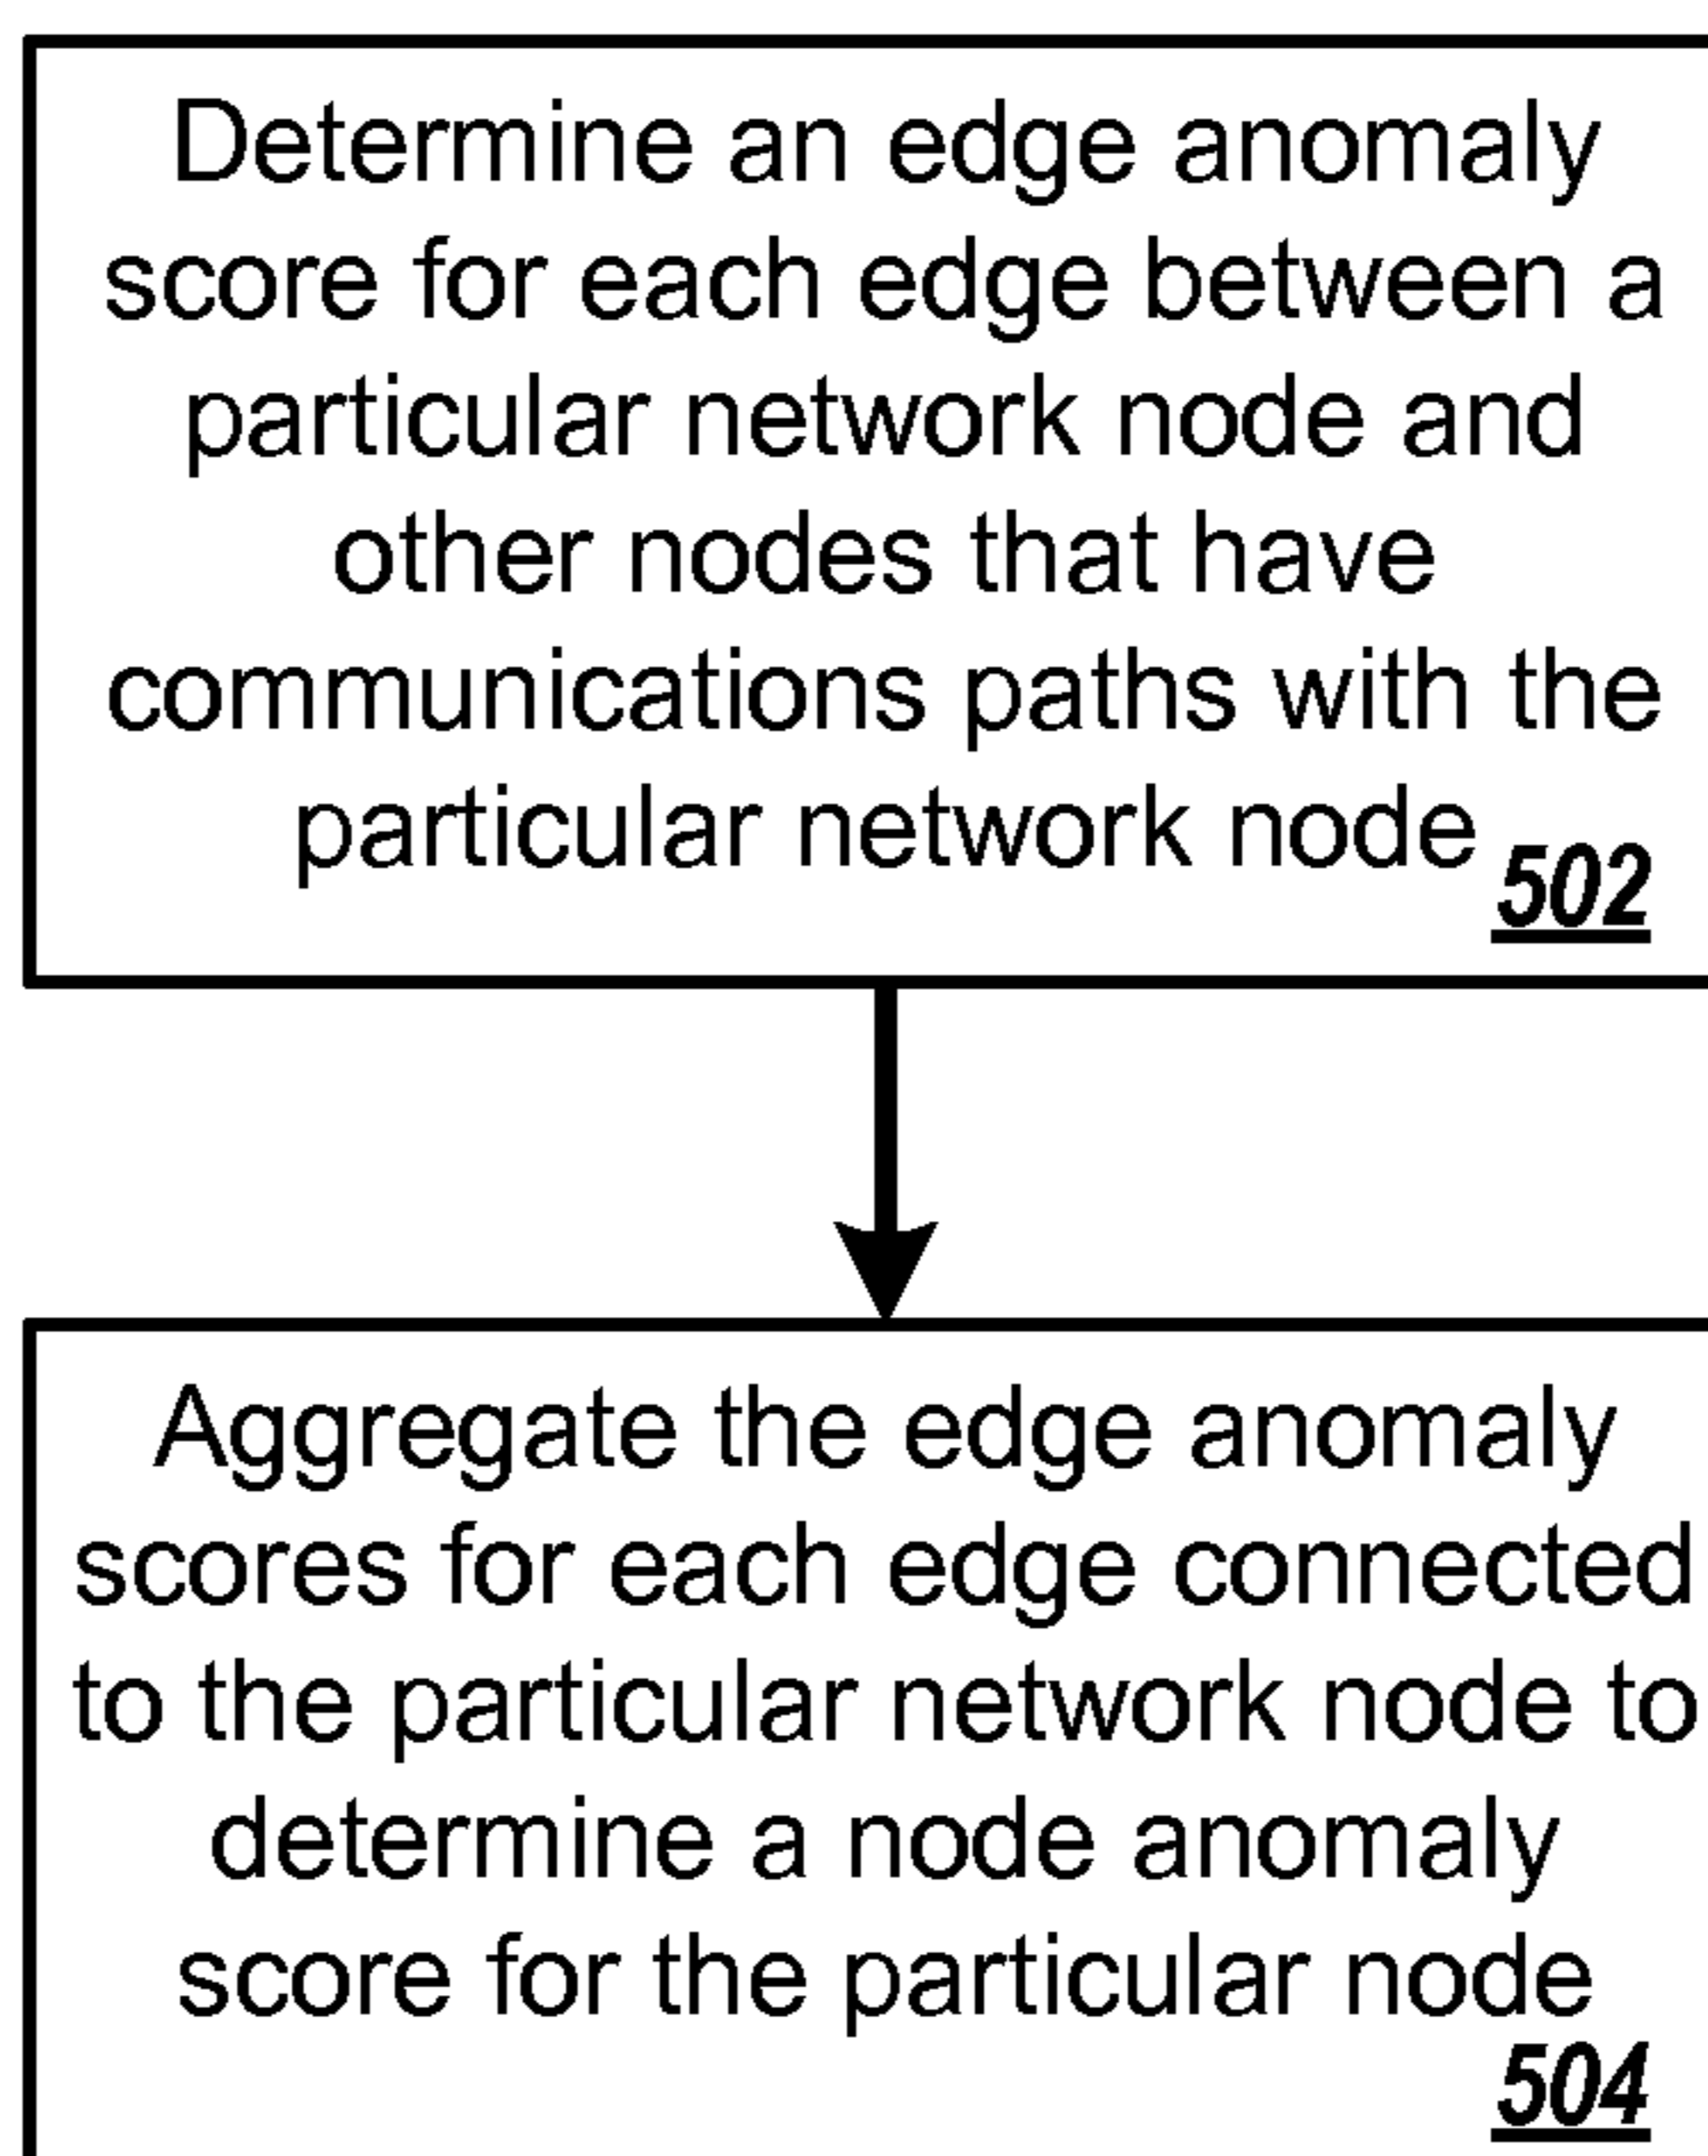 Determine an edge anomaly
score for each edge between a
particular network node and
other nodes that have
communications paths with the
particular network node
502
Aggregate the edge anomaly
scores for each edge connected
to the particular network node to
determine a node anomaly
score for the particular node
504